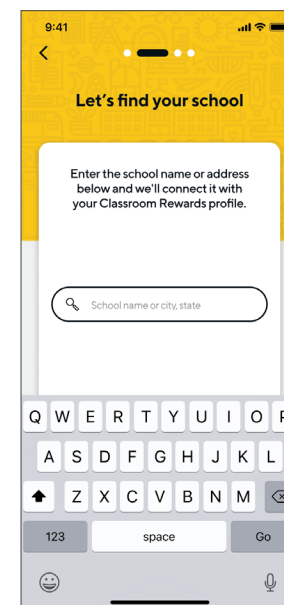 9:41
Let's find your school
Enter the school name or address
below and we'll connect it with
your Classroom Rewards profile.
School name or city, state
Q W E R T Y U I O P
A S D F G H J K L
Z X C V B N M
123 space Go